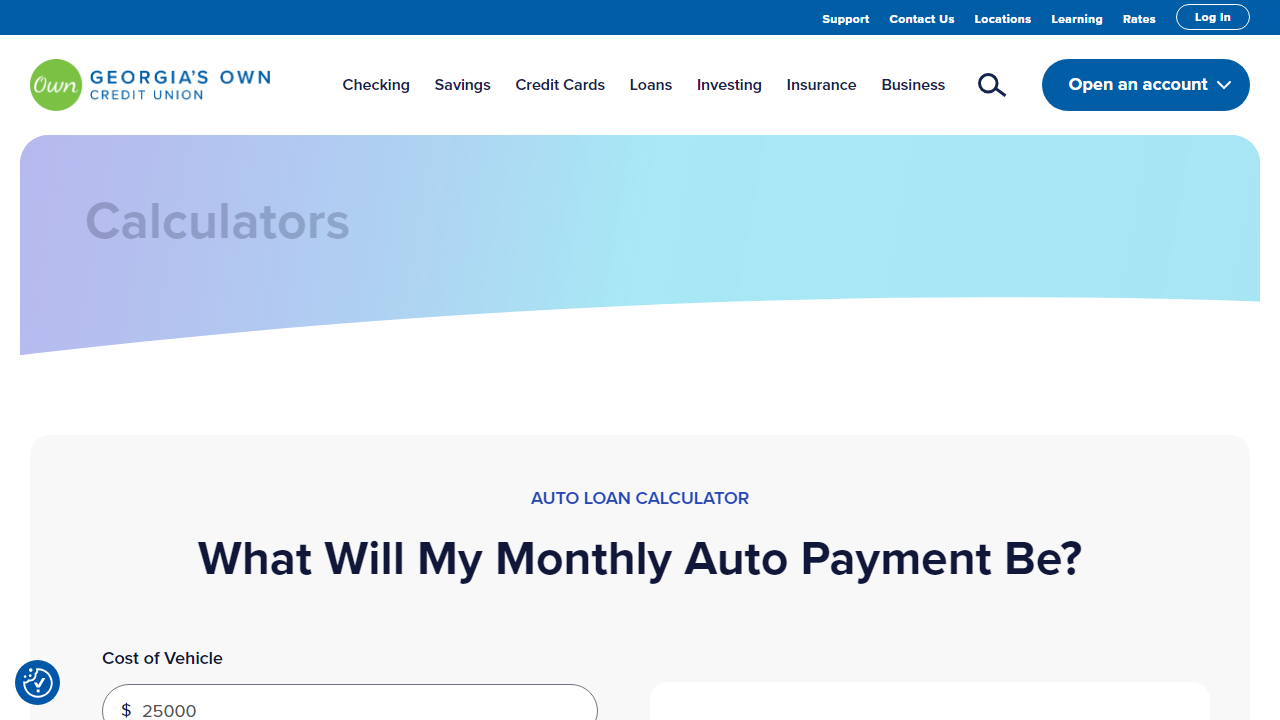 Support Contact Us Locations Learning Rates Log In
Own GEORGIA'S OWN
CREDIT UNION
Checking Savings Credit Cards Loans Investing Insurance Business Open an account
Calculators
AUTO LOAN CALCULATOR
What Will My Monthly Auto Payment Be?
Cost of Vehicle
$ 25000